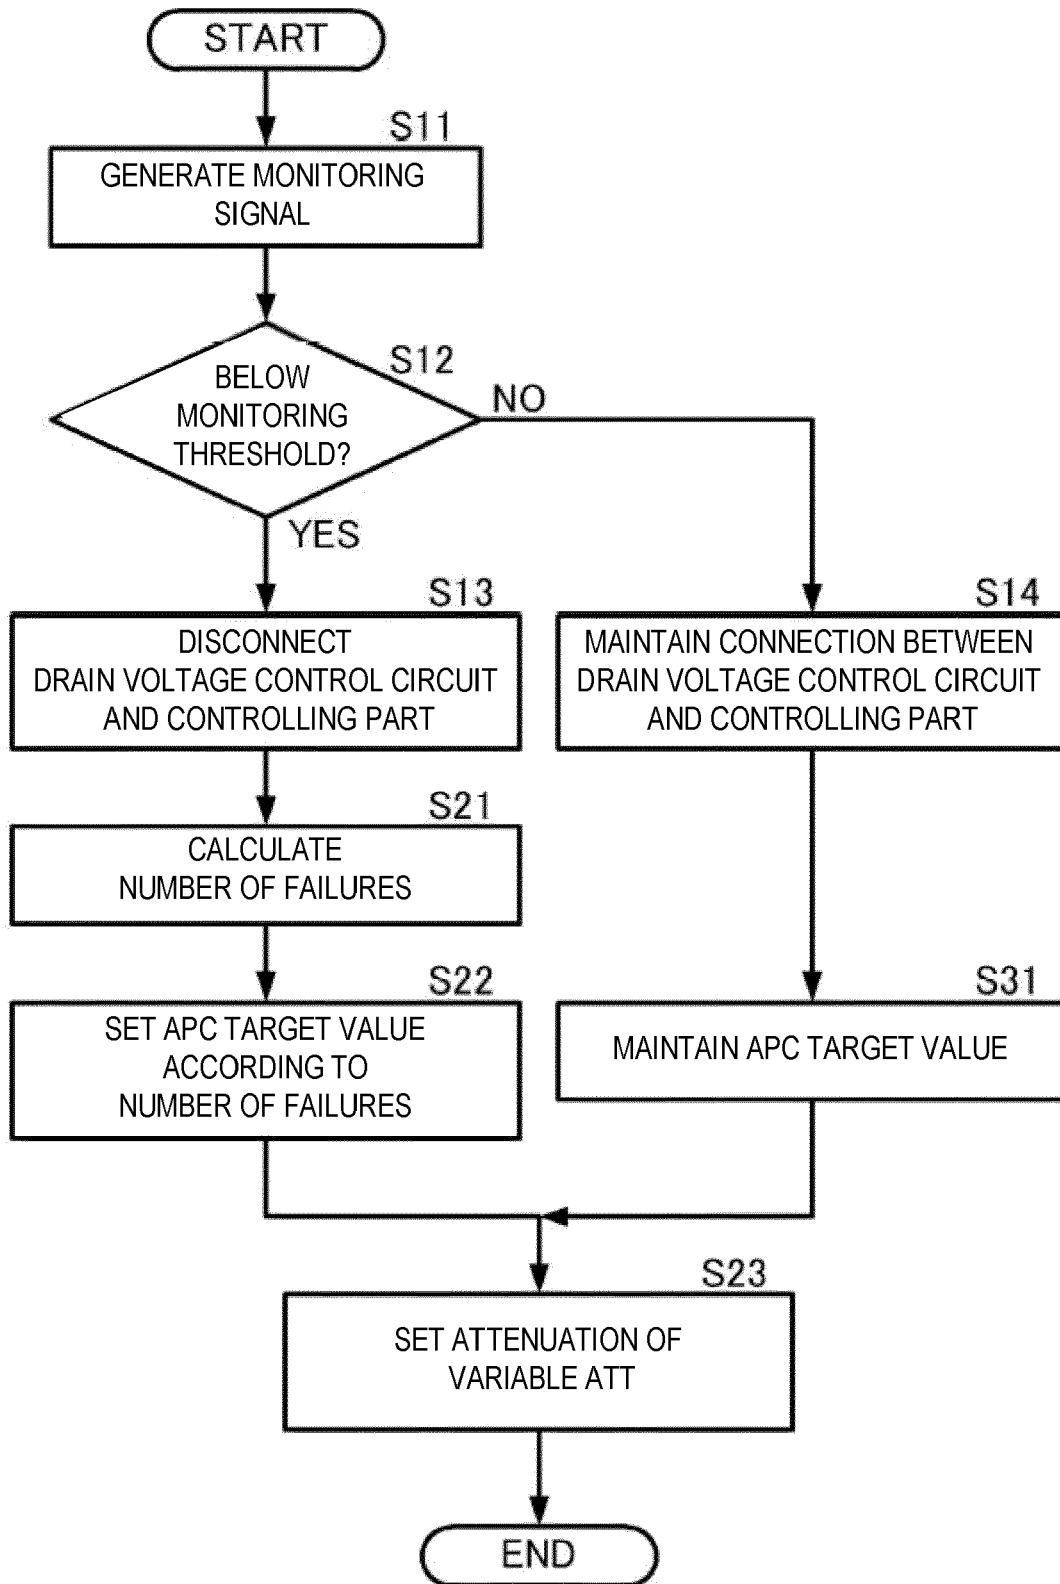 START
S11
GENERATE MONITORING
SIGNAL
S12
BELOW
MONITORING
THRESHOLD?
NO
YES
S13
DISCONNECT
DRAIN VOLTAGE CONTROL CIRCUIT
AND CONTROLLING PART
S14
MAINTAIN CONNECTION BETWEEN
DRAIN VOLTAGE CONTROL CIRCUIT
AND CONTROLLING PART
S21
CALCULATE
NUMBER OF FAILURES
S22
SET APC TARGET VALUE
ACCORDING TO
NUMBER OF FAILURES
S31
MAINTAIN APC TARGET VALUE
S23
SET ATTENUATION OF
VARIABLE ATT
END